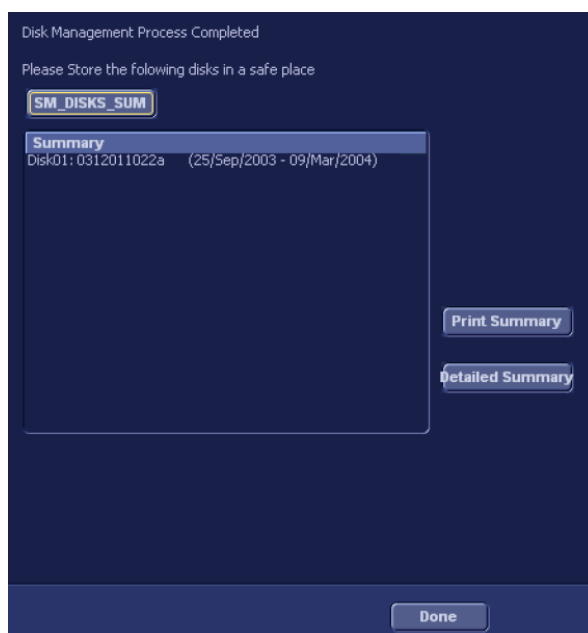 Disk Management Process Completed
Please Store the folowing disks in a safe place
SM_DISKS_SUM
Summary
Disk01: 0312011022a (25/Sep/2003 - 09/Mar/2004)
Print Summary
Detailed Summary
Done